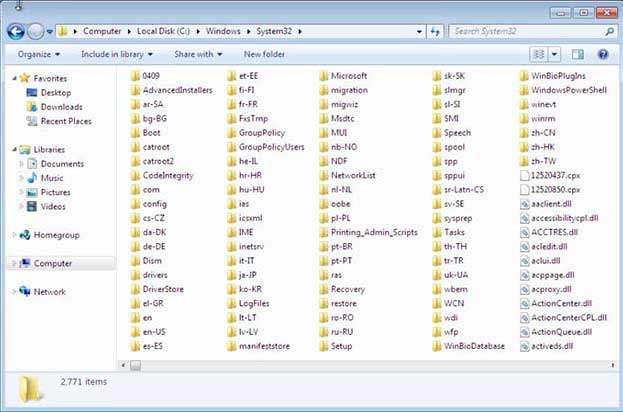 Computer ▸ Local Disk (C:) ▸ Windows ▸ System32 ▸
Search System32
Organize ▾
Include in library ▾
Share with ▾
New folder
Favorites
Desktop
Downloads
Recent Places
Libraries
Documents
Music
Pictures
Videos
Homegroup
Computer
Network
0409
AdvancedInstallers
ar-SA
bg-BG
Boot
catroot
catroot2
CodeIntegrity
com
config
cs-CZ
da-DK
de-DE
Dism
drivers
DriverStore
el-GR
en
en-US
es-ES
et-EE
fi-FI
fr-FR
FxsTmp
GroupPolicy
GroupPolicyUsers
he-IL
hr-HR
hu-HU
ias
icsxml
IME
inetsrv
it-IT
ja-JP
ko-KR
LogFiles
lt-LT
lv-LV
manifeststore
Microsoft
migration
migwiz
Msdtc
MUI
nb-NO
NDF
NetworkList
nl-NL
oobe
pl-PL
Printing_Admin_Scripts
pt-BR
pt-PT
ras
Recovery
restore
ro-RO
ru-RU
Setup
sk-SK
slmgr
sl-SI
SMI
Speech
spool
spp
sppui
sr-Latn-CS
sv-SE
sysprep
Tasks
th-TH
tr-TR
uk-UA
wbem
WCN
wdi
wfp
WinBioDatabase
WinBioPlugIns
WindowsPowerShell
winevt
winrm
zh-CN
zh-HK
zh-TW
12520437.cpx
12520850.cpx
aaclient.dll
accessibilitycpl.dll
ACCTRES.dll
acledit.dll
aclui.dll
acppage.dll
acproxy.dll
ActionCenter.dll
ActionCenterCPL.dll
ActionQueue.dll
activeds.dll
2,771 items